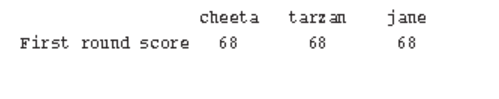 cheeta tarzan jane
First round score 68 68 68